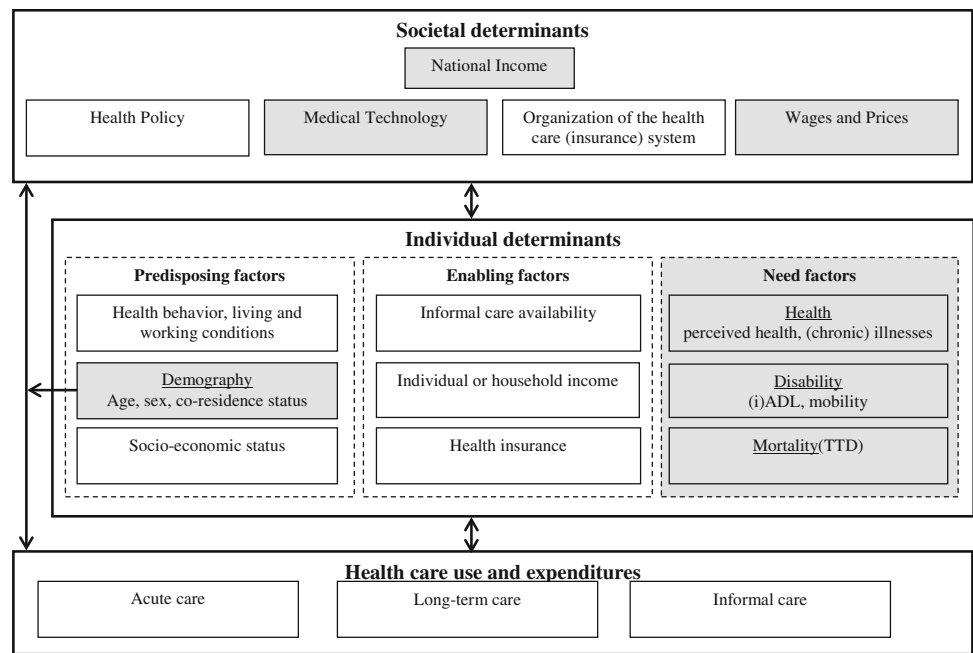 Societal determinants
National Income
Health Policy
Medical Technology
Organization of the health
care (insurance) system
Wages and Prices
Individual determinants
Predisposing factors
Health behavior, living and
working conditions
Demography
Age, sex, co-residence status
Socio-economic status
Enabling factors
Informal care availability
Individual or household income
Health insurance
Need factors
Health
perceived health, (chronic) illnesses
Disability
(i)ADL, mobility
Mortality(TTD)
Health care use and expenditures
Acute care
Long-term care
Informal care